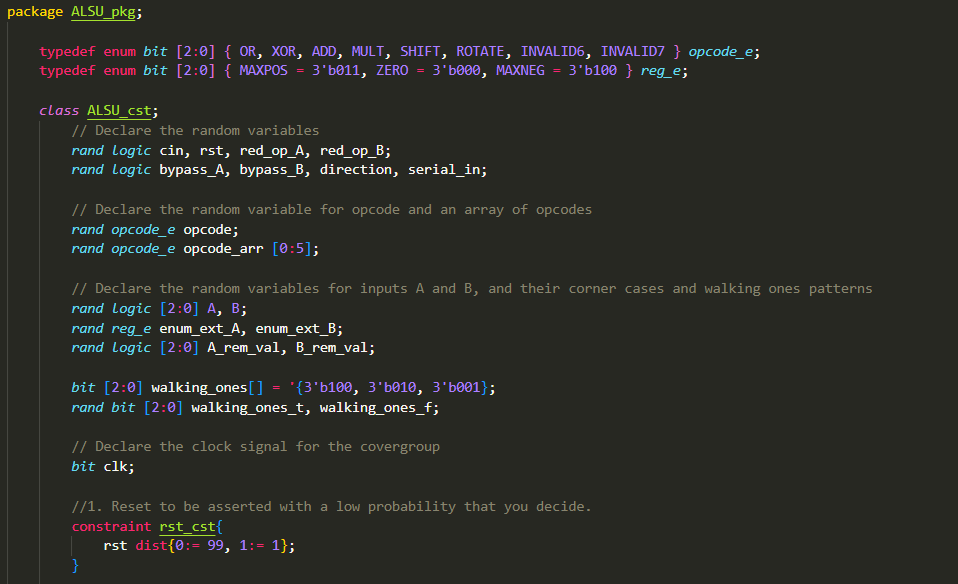 package ALSU_pkg;
typedef enum bit [2:0] { OR, XOR, ADD, MULT, SHIFT, ROTATE, INVALID6, INVALID7 } opcode_e;
typedef enum bit [2:0] { MAXPOS = 3'b011, ZERO = 3'b000, MAXNEG = 3'b100 } reg_e;
class ALSU_cst;
// Declare the random variables
rand logic cin, rst, red_op_A, red_op_B;
rand logic bypass_A, bypass_B, direction, serial_in;
// Declare the random variable for opcode and an array of opcodes
rand opcode_e opcode;
rand opcode_e opcode_arr [0:5];
// Declare the random variables for inputs A and B, and their corner cases and walking ones patterns
rand logic [2:0] A, B;
rand reg_e enum_ext_A, enum_ext_B;
rand logic [2:0] A_rem_val, B_rem_val;
bit [2:0] walking_ones[] = '{3'b100, 3'b010, 3'b001};
rand bit [2:0] walking_ones_t, walking_ones_f;
// Declare the clock signal for the covergroup
bit clk;
//1. Reset to be asserted with a low probability that you decide.
constraint rst_cst{
rst dist{0:= 99, 1:= 1};
}